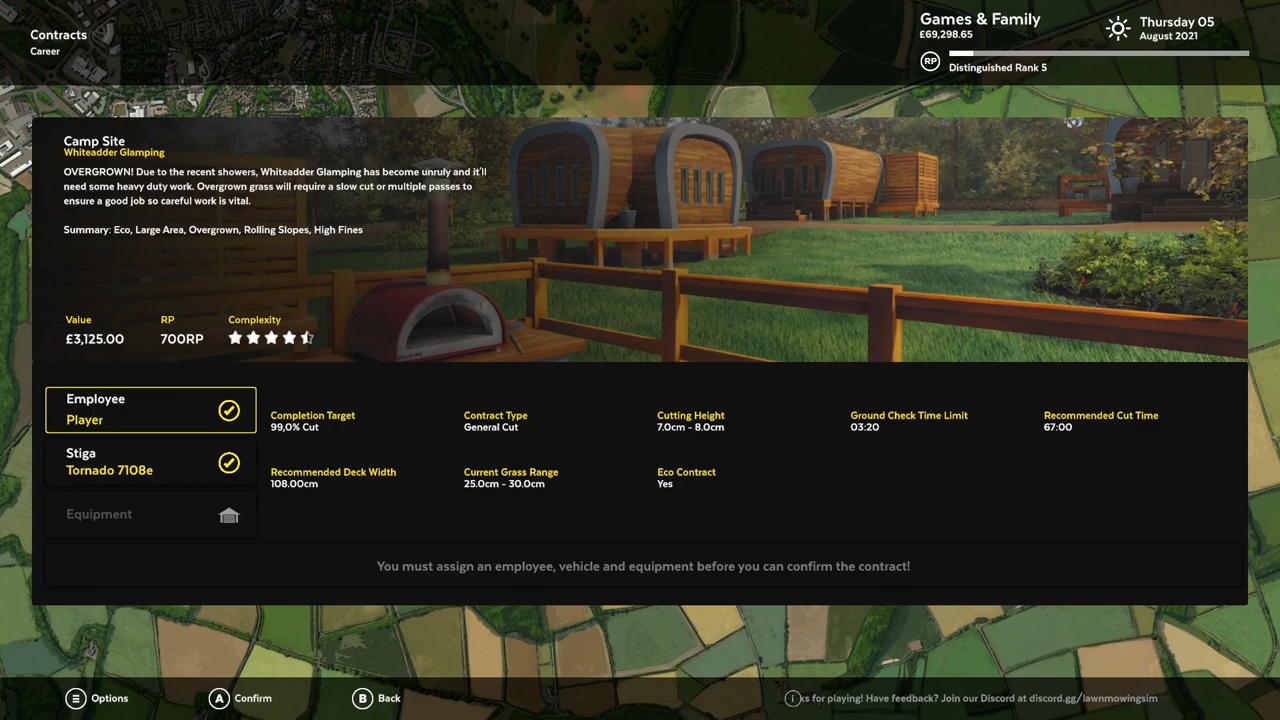 Contracts
Career
Games & Family
£69,298.65
Thursday 05
August 2021
RP
Distinguished Rank 5
Camp Site
Whiteadder Glamping
OVERGROWN! Due to the recent showers, Whiteadder Glamping has become unruly and it'll
need some heavy duty work. Overgrown grass will require a slow cut or multiple passes to
ensure a good job so careful work is vital.
Summary: Eco, Large Area, Overgrown, Rolling Slopes, High Fines
Value
RP
Complexity
£3,125.00
700RP
Employee
Player
Stiga
Tornado 7108e
Equipment
Completion Target
99,0% Cut
Contract Type
General Cut
Cutting Height
7.0cm - 8.0cm
Ground Check Time Limit
03:20
Recommended Cut Time
67:00
Recommended Deck Width
108.00cm
Current Grass Range
25.0cm - 30.0cm
Eco Contract
Yes
You must assign an employee, vehicle and equipment before you can confirm the contract!
Options
A Confirm
B Back
ks for playing! Have feedback? Join our Discord at discord.gg/lawnmowingsim